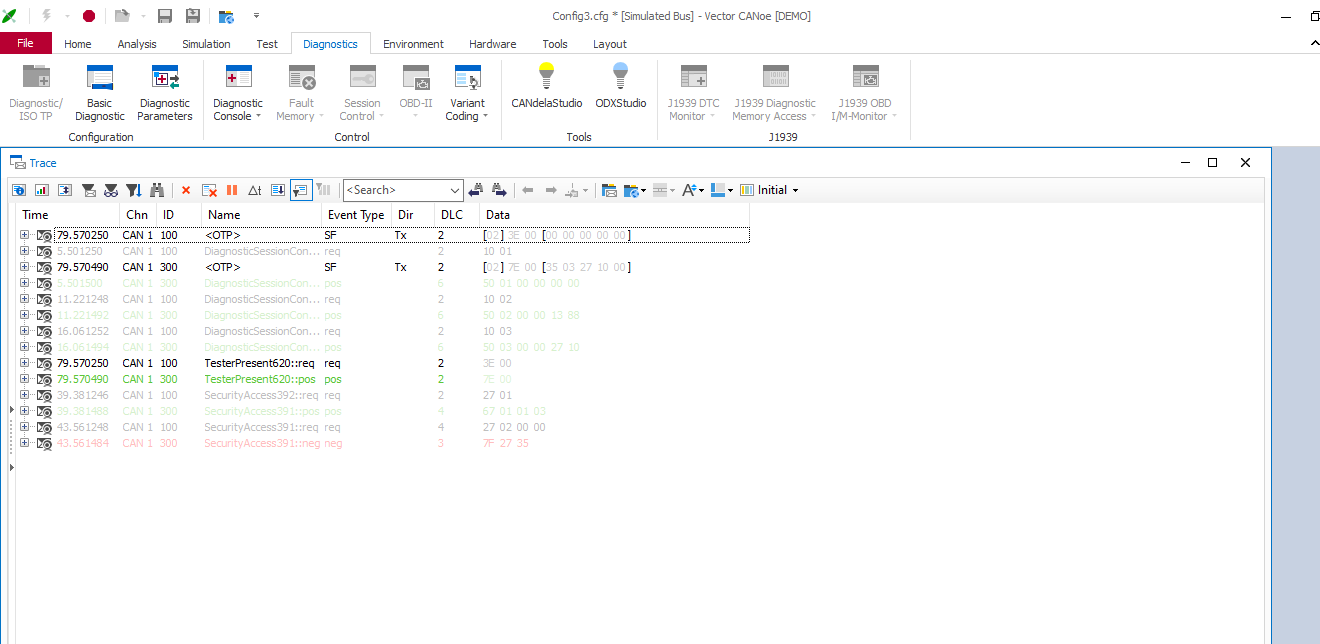 Config3.cfg * [Simulated Bus] - Vector CANoe [DEMO]
File Home Analysis Simulation Test Diagnostics Environment Hardware Tools Layout
Diagnostic/ ISO TP
Basic Diagnostic
Diagnostic Parameters
Configuration
Diagnostic Console
Fault Memory
Session Control
OBD-II
Variant Coding
Control
CANdelaStudio
ODXStudio
Tools
J1939 DTC Monitor
J1939 Diagnostic Memory Access
J1939 OBD I/M-Monitor
J1939
Trace
Δt <Search> Initial
Time Chn ID Name Event Type Dir DLC Data
79.570250 CAN 1 100 <OTP> SF Tx 2 [02] 3E 00 [00 00 00 00 00]
5.501250 CAN 1 100 DiagnosticSessionCon... req 2 10 01
79.570490 CAN 1 300 <OTP> SF Tx 2 [02] 7E 00 [35 03 27 10 00]
5.501500 CAN 1 300 DiagnosticSessionCon... pos 6 50 01 00 00 00 00
11.221248 CAN 1 100 DiagnosticSessionCon... req 2 10 02
11.221492 CAN 1 300 DiagnosticSessionCon... pos 6 50 02 00 00 13 88
16.061252 CAN 1 100 DiagnosticSessionCon... req 2 10 03
16.061494 CAN 1 300 DiagnosticSessionCon... pos 6 50 03 00 00 27 10
79.570250 CAN 1 100 TesterPresent620::req req 2 3E 00
79.570490 CAN 1 300 TesterPresent620::pos pos 2 7E 00
39.381246 CAN 1 100 SecurityAccess392::req req 2 27 01
39.381488 CAN 1 300 SecurityAccess391::pos pos 4 67 01 01 03
43.561248 CAN 1 100 SecurityAccess391::req req 4 27 02 00 00
43.561484 CAN 1 300 SecurityAccess391::neg neg 3 7F 27 35